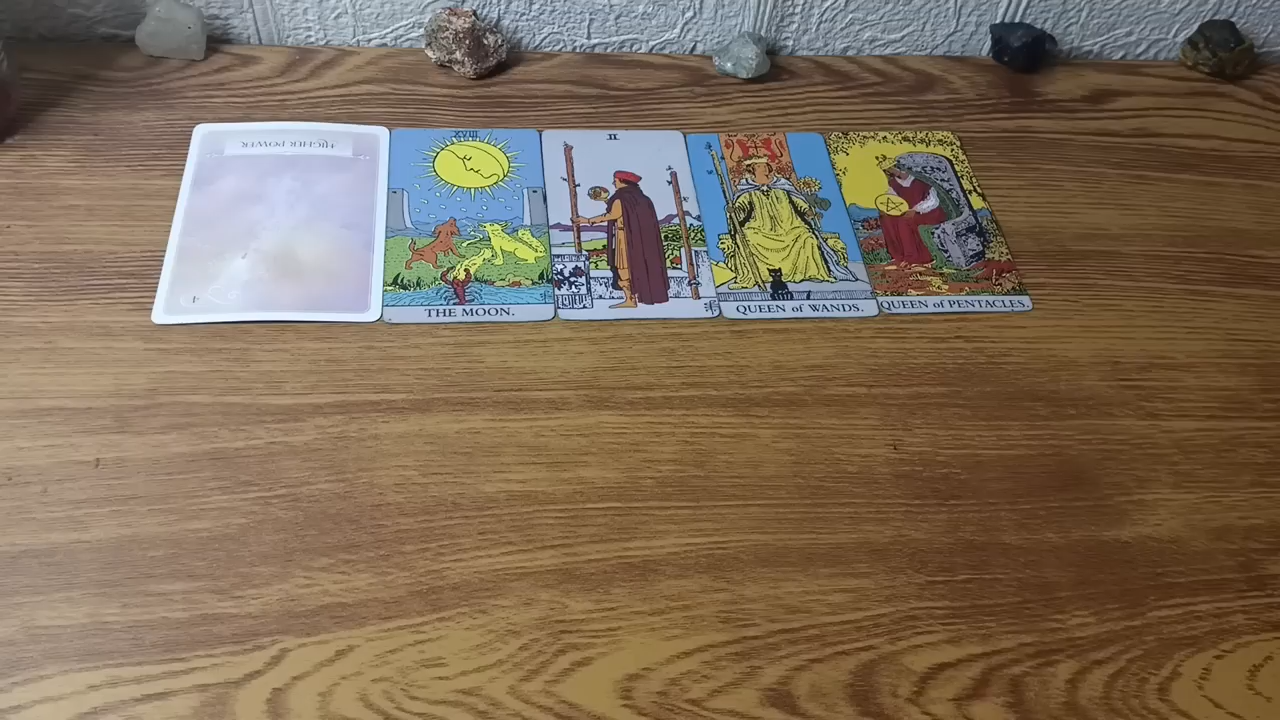 HIGHER POWER
XVIII
THE MOON.
II
QUEEN of WANDS.
QUEEN of PENTACLES.